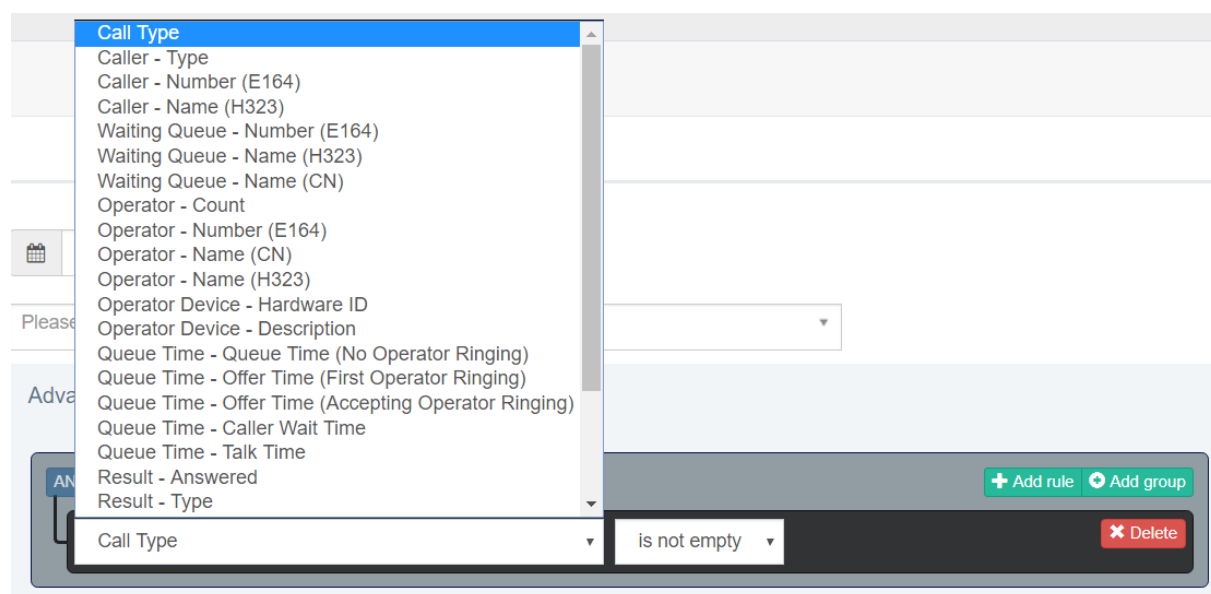 Call Type
Caller - Type
Caller - Number (E164)
Caller - Name (H323)
Waiting Queue - Number (E164)
Waiting Queue - Name (H323)
Waiting Queue - Name (CN)
Operator - Count
Operator - Number (E164)
Operator - Name (CN)
Operator - Name (H323)
Operator Device - Hardware ID
Operator Device - Description
Queue Time - Queue Time (No Operator Ringing)
Queue Time - Offer Time (First Operator Ringing)
Queue Time - Offer Time (Accepting Operator Ringing)
Queue Time - Caller Wait Time
Queue Time - Talk Time
Result - Answered
Result - Type
Please
Adva
AN
Add rule Add group
Call Type is not empty Delete